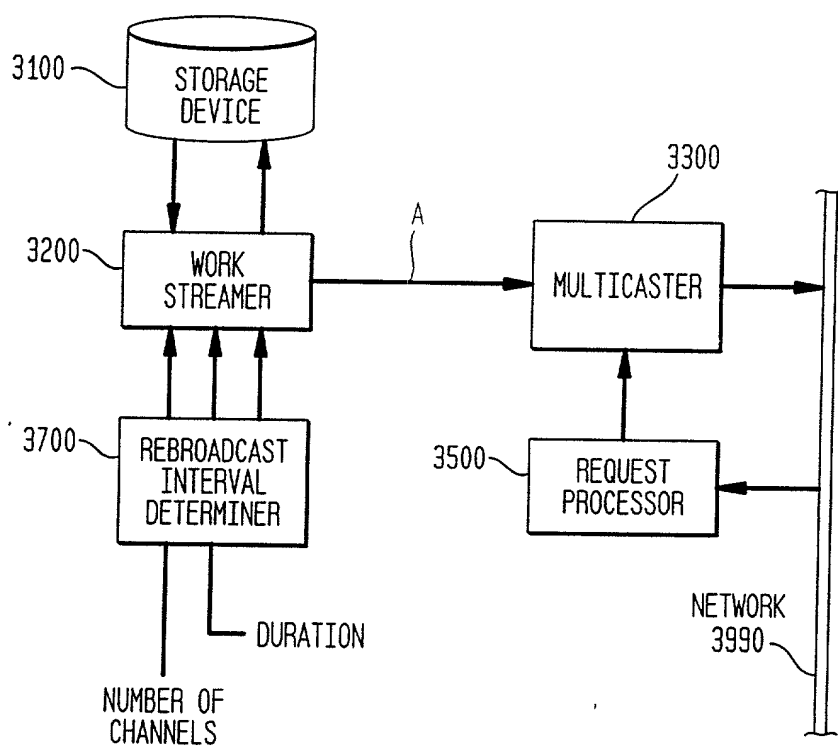 3100
STORAGE
DEVICE
3200
WORK
STREAMER
A
3300
MULTICASTER
3700
REBROADCAST
INTERVAL
DETERMINER
3500
REQUEST
PROCESSOR
DURATION
NUMBER OF
CHANNELS
NETWORK
3990